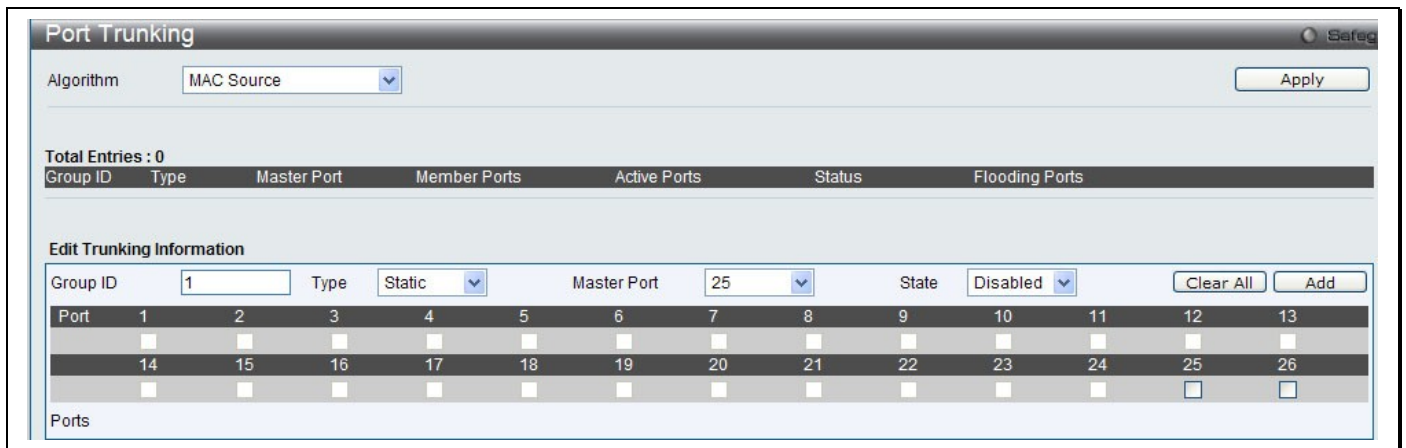 Port Trunking
Safeg
Algorithm MAC Source Apply
Total Entries : 0
Group ID Type Master Port Member Ports Active Ports Status Flooding Ports
Edit Trunking Information
Group ID 1 Type Static Master Port 25 State Disabled Clear All Add
Port 1 2 3 4 5 6 7 8 9 10 11 12 13
14 15 16 17 18 19 20 21 22 23 24 25 26
Ports